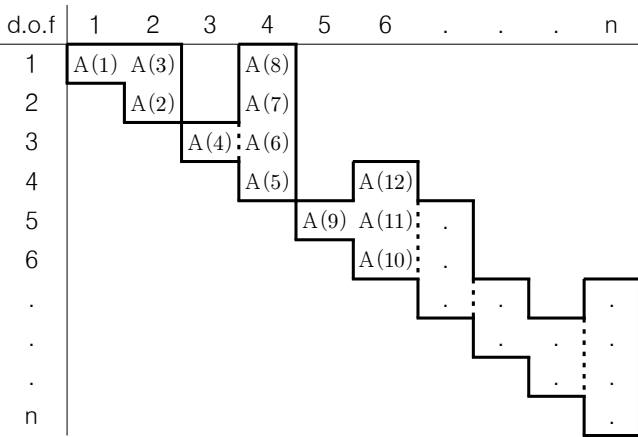 d.o.f 1 2 3 4 5 6 . . . n
1 A(1) A(3) A(8)
2 A(2) A(7)
3 A(4) A(6)
4 A(5) A(12)
5 A(9) A(11) .
6 A(10) .
. . . .
. . . .
. . .
n .